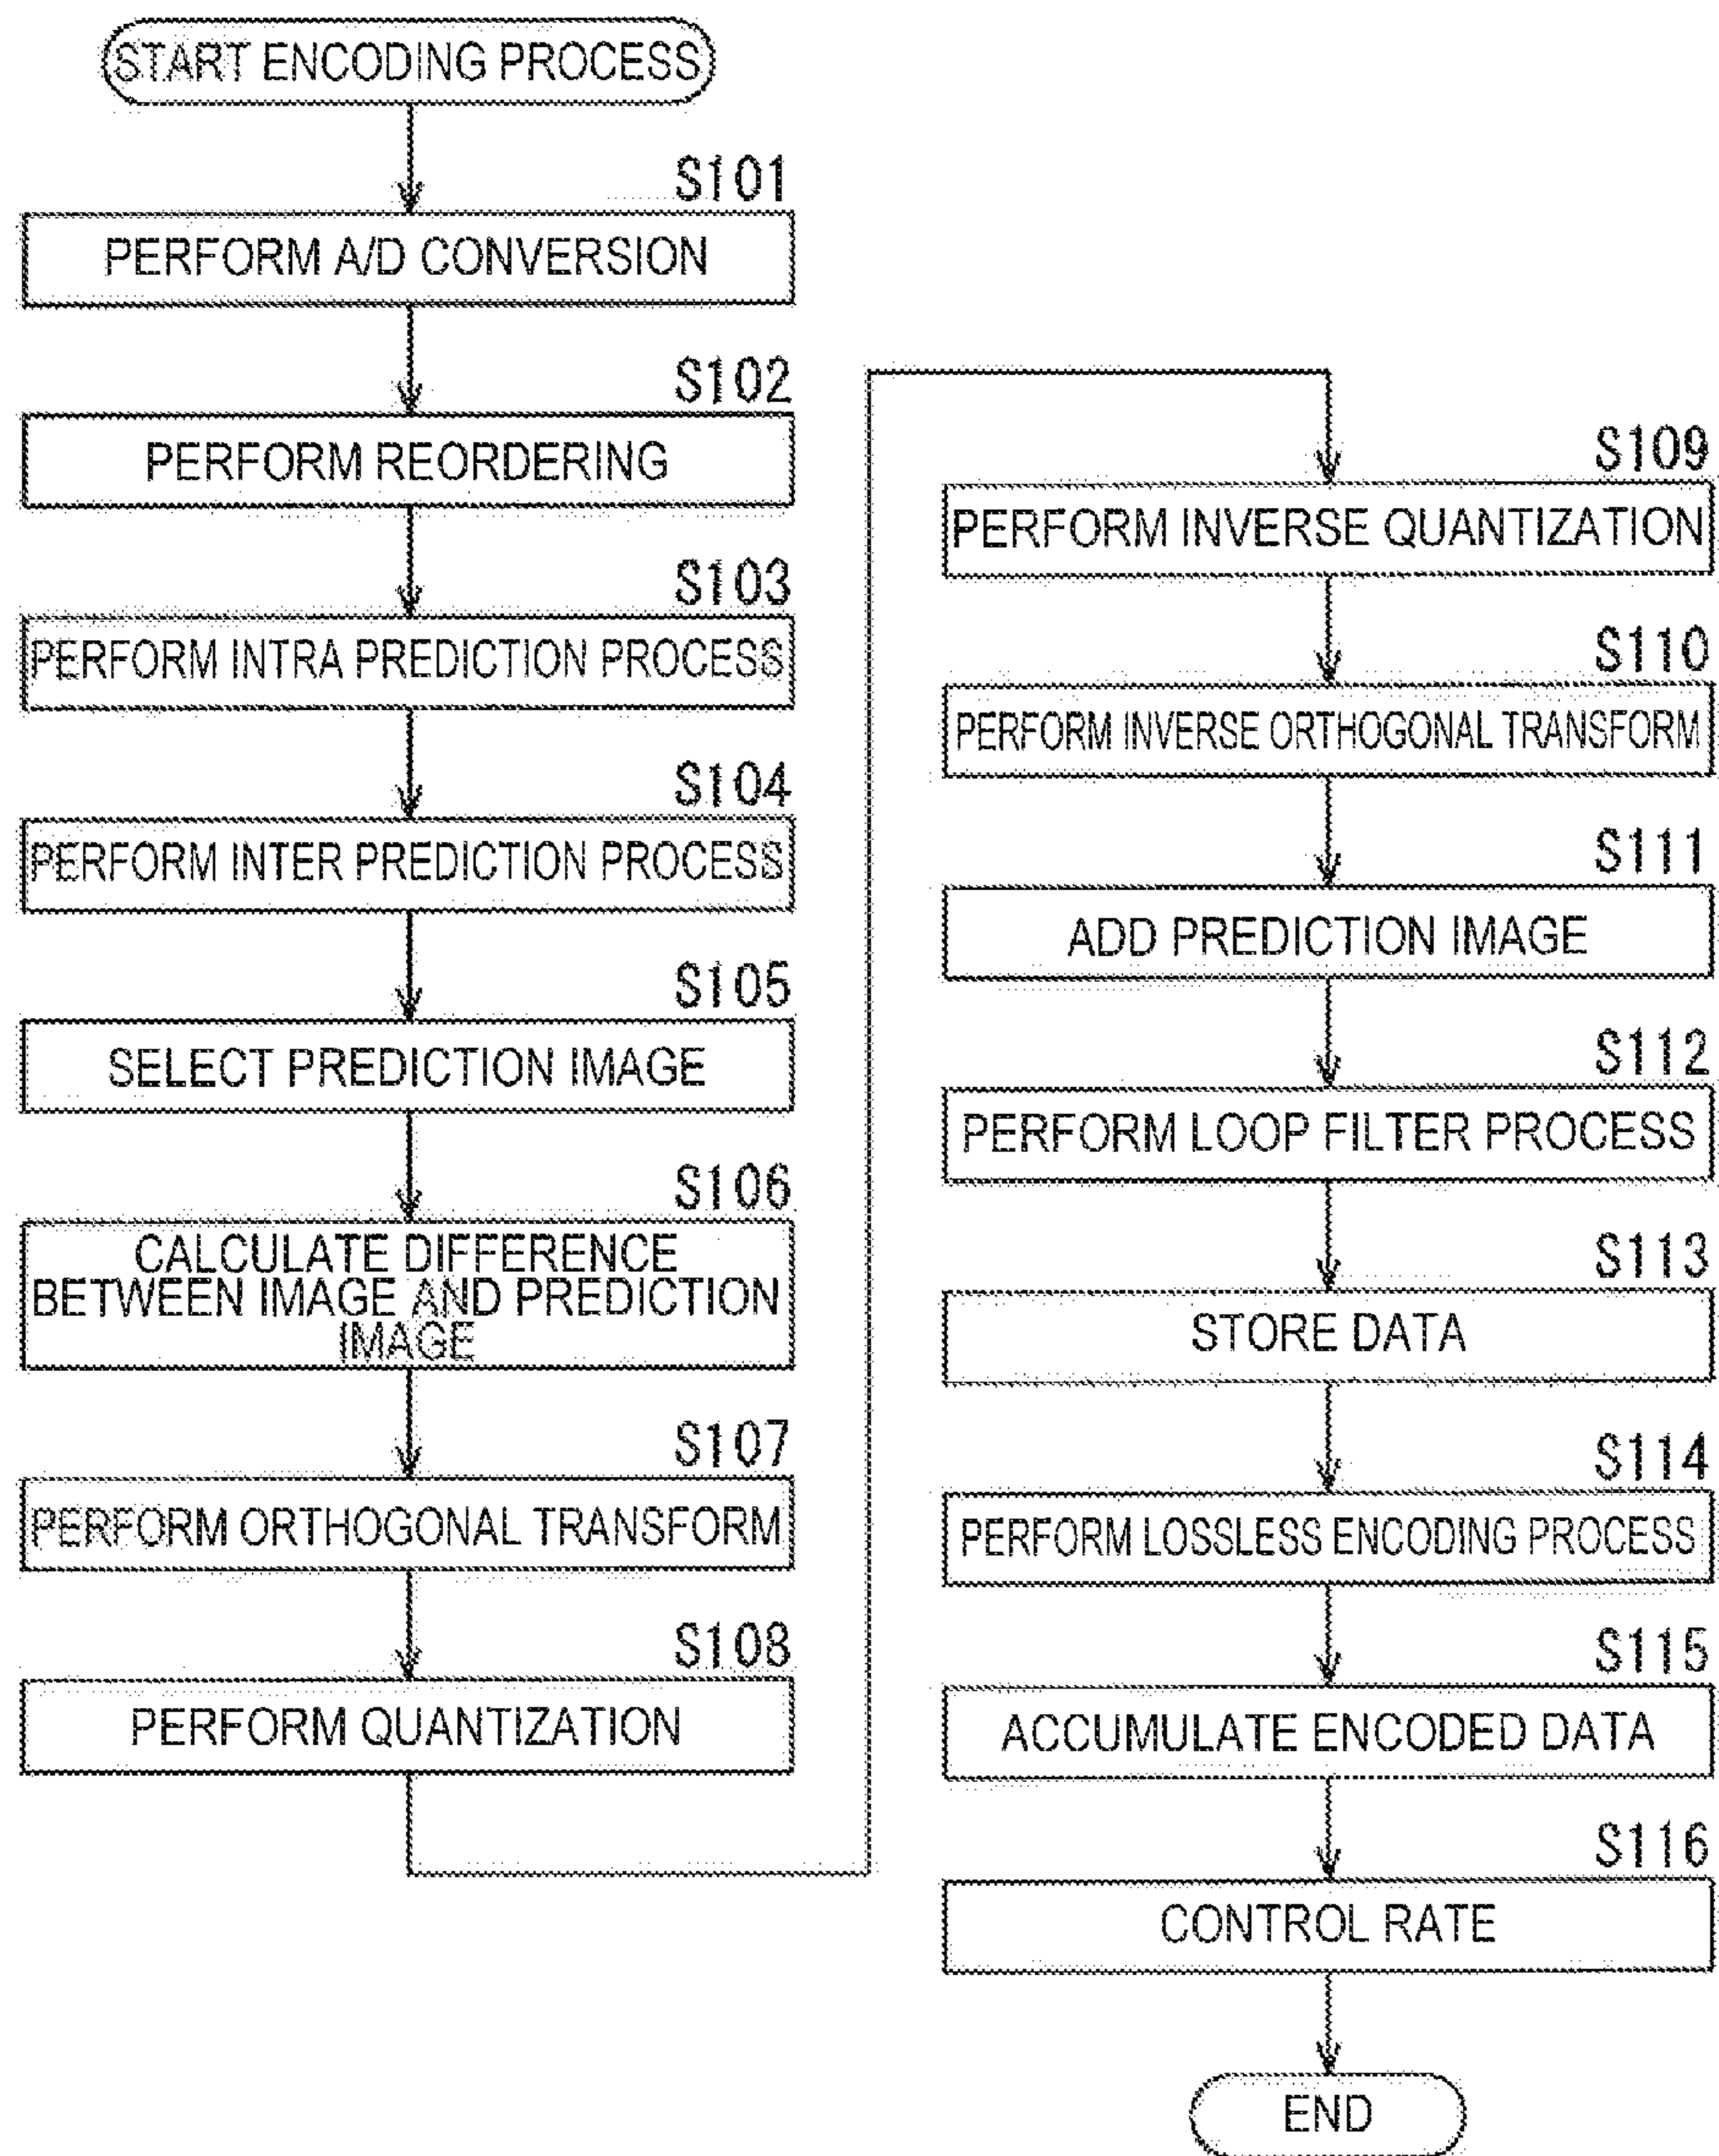 START ENCODING PROCESS
S101
PERFORM A/D CONVERSION
S102
PERFORM REORDERING
S103
PERFORM INTRA PREDICTION PROCESS
S104
PERFORM INTER PREDICTION PROCESS
S105
SELECT PREDICTION IMAGE
S106
CALCULATE DIFFERENCE
BETWEEN IMAGE AND PREDICTION
IMAGE
S107
PERFORM ORTHOGONAL TRANSFORM
S108
PERFORM QUANTIZATION
S109
PERFORM INVERSE QUANTIZATION
S110
PERFORM INVERSE ORTHOGONAL TRANSFORM
S111
ADD PREDICTION IMAGE
S112
PERFORM LOOP FILTER PROCESS
S113
STORE DATA
S114
PERFORM LOSSLESS ENCODING PROCESS
S115
ACCUMULATE ENCODED DATA
S116
CONTROL RATE
END